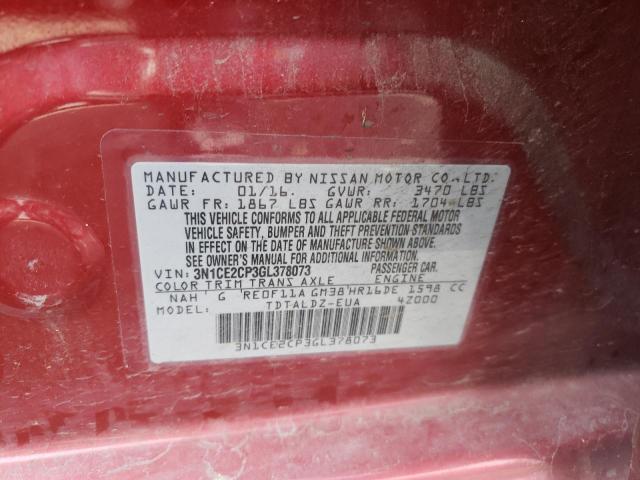 MANUFACTURED BY NISSAN MOTOR CO., LTD.
DATE: 01/16. GVWR: 3470 LBS
GAWR FR: 1867 LBS GAWR RR: 1704 LBS
THIS VEHICLE CONFORMS TO ALL APPLICABLE FEDERAL MOTOR
VEHICLE SAFETY, BUMPER AND THEFT PREVENTION STANDARDS
IN EFFECT ON THE DATE OF MANUFACTURE SHOWN ABOVE.
SEE OWNER'S MANUAL FOR ADDITIONAL INFORMATION
VIN: 3N1CE2CP3GL378073 PASSENGER CAR.
COLOR TRIM TRANS AXLE ENGINE
NAH G RE0F11A GM38 HR16DE 1598 CC
MODEL: TDTALDZ-EUA 4Z000
3N1CE2CP3GL378073